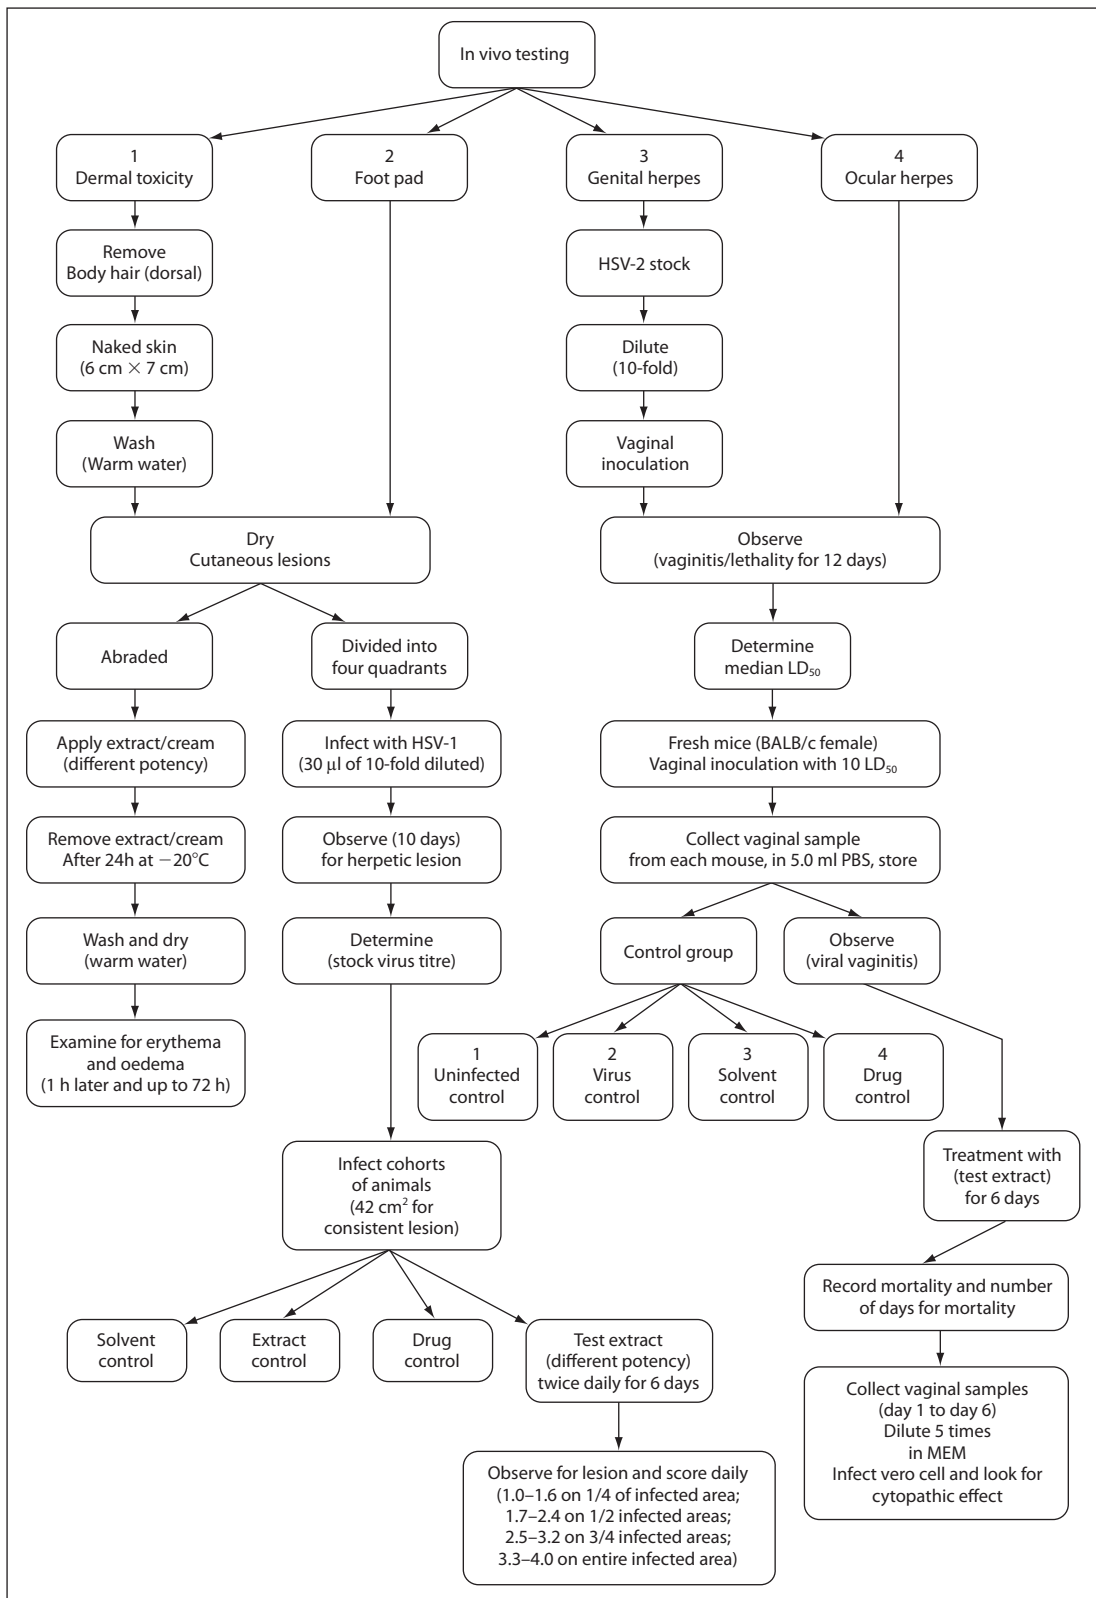 In vivo testing
1
Dermal toxicity
2
Foot pad
3
Genital herpes
4
Ocular herpes
Remove
Body hair (dorsal)
HSV-2 stock
Naked skin
(6 cm × 7 cm)
Dilute
(10-fold)
Wash
(Warm water)
Vaginal
inoculation
Dry
Cutaneous lesions
Observe
(vaginitis/lethality for 12 days)
Abraded
Divided into
four quadrants
Determine
median LD₅₀
Apply extract/cream
(different potency)
Infect with HSV-1
(30 μl of 10-fold diluted)
Fresh mice (BALB/c female)
Vaginal inoculation with 10 LD₅₀
Remove extract/cream
After 24h at −20°C
Observe (10 days)
for herpetic lesion
Collect vaginal sample
from each mouse, in 5.0 ml PBS, store
Wash and dry
(warm water)
Determine
(stock virus titre)
Control group
Observe
(viral vaginitis)
Examine for erythema
and oedema
(1 h later and up to 72 h)
1
Uninfected
control
2
Virus
control
3
Solvent
control
4
Drug
control
Infect cohorts
of animals
(42 cm² for
consistent lesion)
Treatment with
(test extract)
for 6 days
Record mortality and number
of days for mortality
Solvent
control
Extract
control
Drug
control
Test extract
(different potency)
twice daily for 6 days
Collect vaginal samples
(day 1 to day 6)
Dilute 5 times
in MEM
Infect vero cell and look for
cytopathic effect
Observe for lesion and score daily
(1.0–1.6 on 1/4 of infected area;
1.7–2.4 on 1/2 infected areas;
2.5–3.2 on 3/4 infected areas;
3.3–4.0 on entire infected area)